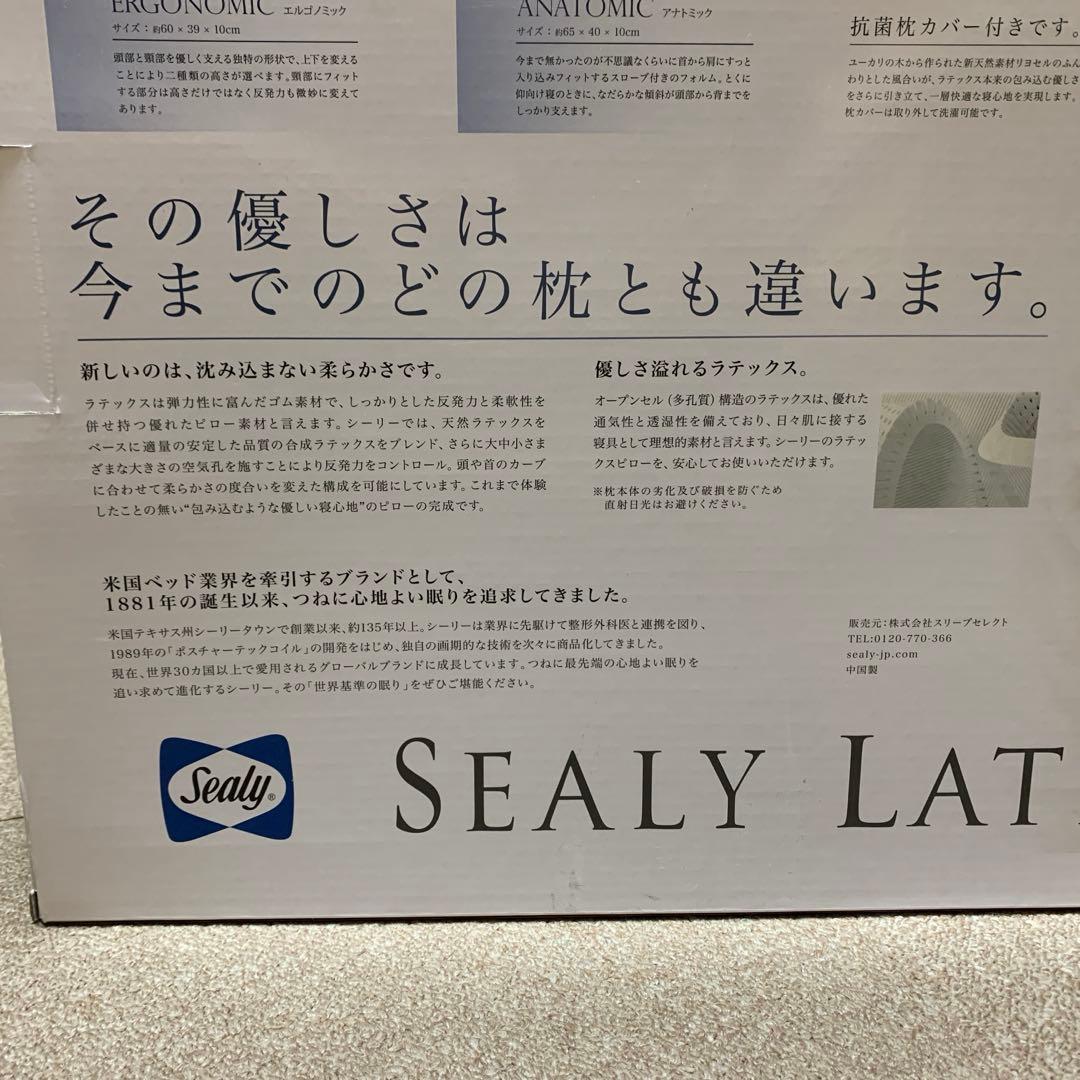 ERGONOMIC エルゴノミック
サイズ：約60×39×10cm
頭部と頸部を優しく支える独特の形状で、上下を変える
ことにより二種類の高さが選べます。頸部にフィット
する部分は高さだけではなく反発力も微妙に変えて
あります。
ANATOMIC アナトミック
サイズ：約65×40×10cm
今まで無かったのが不思議なくらいに首から肩にすっと
入り込みフィットするスロープ付きのフォルム。とくに
仰向け寝のときに、なだらかな傾斜が頭部から背までを
しっかり支えます。
抗菌枕カバー付きです。
ユーカリの木から作られた新天然素材リヨセルのふん
わりとした風合いが、ラテックス本来の包み込む優しさ
をさらに引き立て、一層快適な寝心地を実現します。
枕カバーは取り外して洗濯可能です。
その優しさは
今までのどの枕とも違います。
新しいのは、沈み込まない柔らかさです。
ラテックスは弾力性に富んだゴム素材で、しっかりとした反発力と柔軟性を
併せ持つ優れたピロー素材と言えます。シーリーでは、天然ラテックスを
ベースに適量の安定した品質の合成ラテックスをブレンド、さらに大中小さま
ざまな大きさの空気孔を施すことにより反発力をコントロール。頭や首のカーブ
に合わせて柔らかさの度合いを変えた構成を可能にしています。これまで体験
したことの無い“包み込むような優しい寝心地”のピローの完成です。
優しさ溢れるラテックス。
オープンセル（多孔質）構造のラテックスは、優れた
通気性と透湿性を備えており、日々肌に接する
寝具として理想的素材と言えます。シーリーのラテッ
クスピローを、安心してお使いいただけます。
※枕本体の劣化及び破損を防ぐため
直射日光はお避けください。
米国ベッド業界を牽引するブランドとして、
1881年の誕生以来、つねに心地よい眠りを追求してきました。
米国テキサス州シーリータウンで創業以来、約135年以上。シーリーは業界に先駆けて整形外科医と連携を図り、
1989年の「ポスチャーテックコイル」の開発をはじめ、独自の画期的な技術を次々に商品化してきました。
現在、世界30カ国以上で愛用されるグローバルブランドに成長しています。つねに最先端の心地よい眠りを
追い求めて進化するシーリー。その「世界基準の眠り」をぜひご堪能ください。
販売元：株式会社スリープセレクト
TEL:0120-770-366
sealy-jp.com
中国製
Sealy®
SEALY LAT